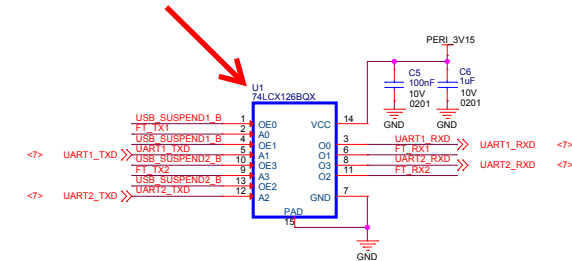 PERI_3V15
U1
74LCX126BQX
C5
100nF
10V
0201
C6
1uF
10V
0201
GND
GND
USB_SUSPEND1_B 1 OE0 VCC 14
FT_TX1 2 A0 O0 3 UART1_RXD UART1_RXD <7>
USB_SUSPEND1_B 4 OE1 O1 6 FT_RX1
<7> UART1_TXD UART1_TXD 5 A1 O3 8 UART2_RXD UART2_RXD <7>
USB_SUSPEND2_B 10 OE3 O2 11 FT_RX2
FT_TX2 9 A3
USB_SUSPEND2_B 13 OE2
<7> UART2_TXD UART2_TXD 12 A2 GND 7
PAD
15
GND